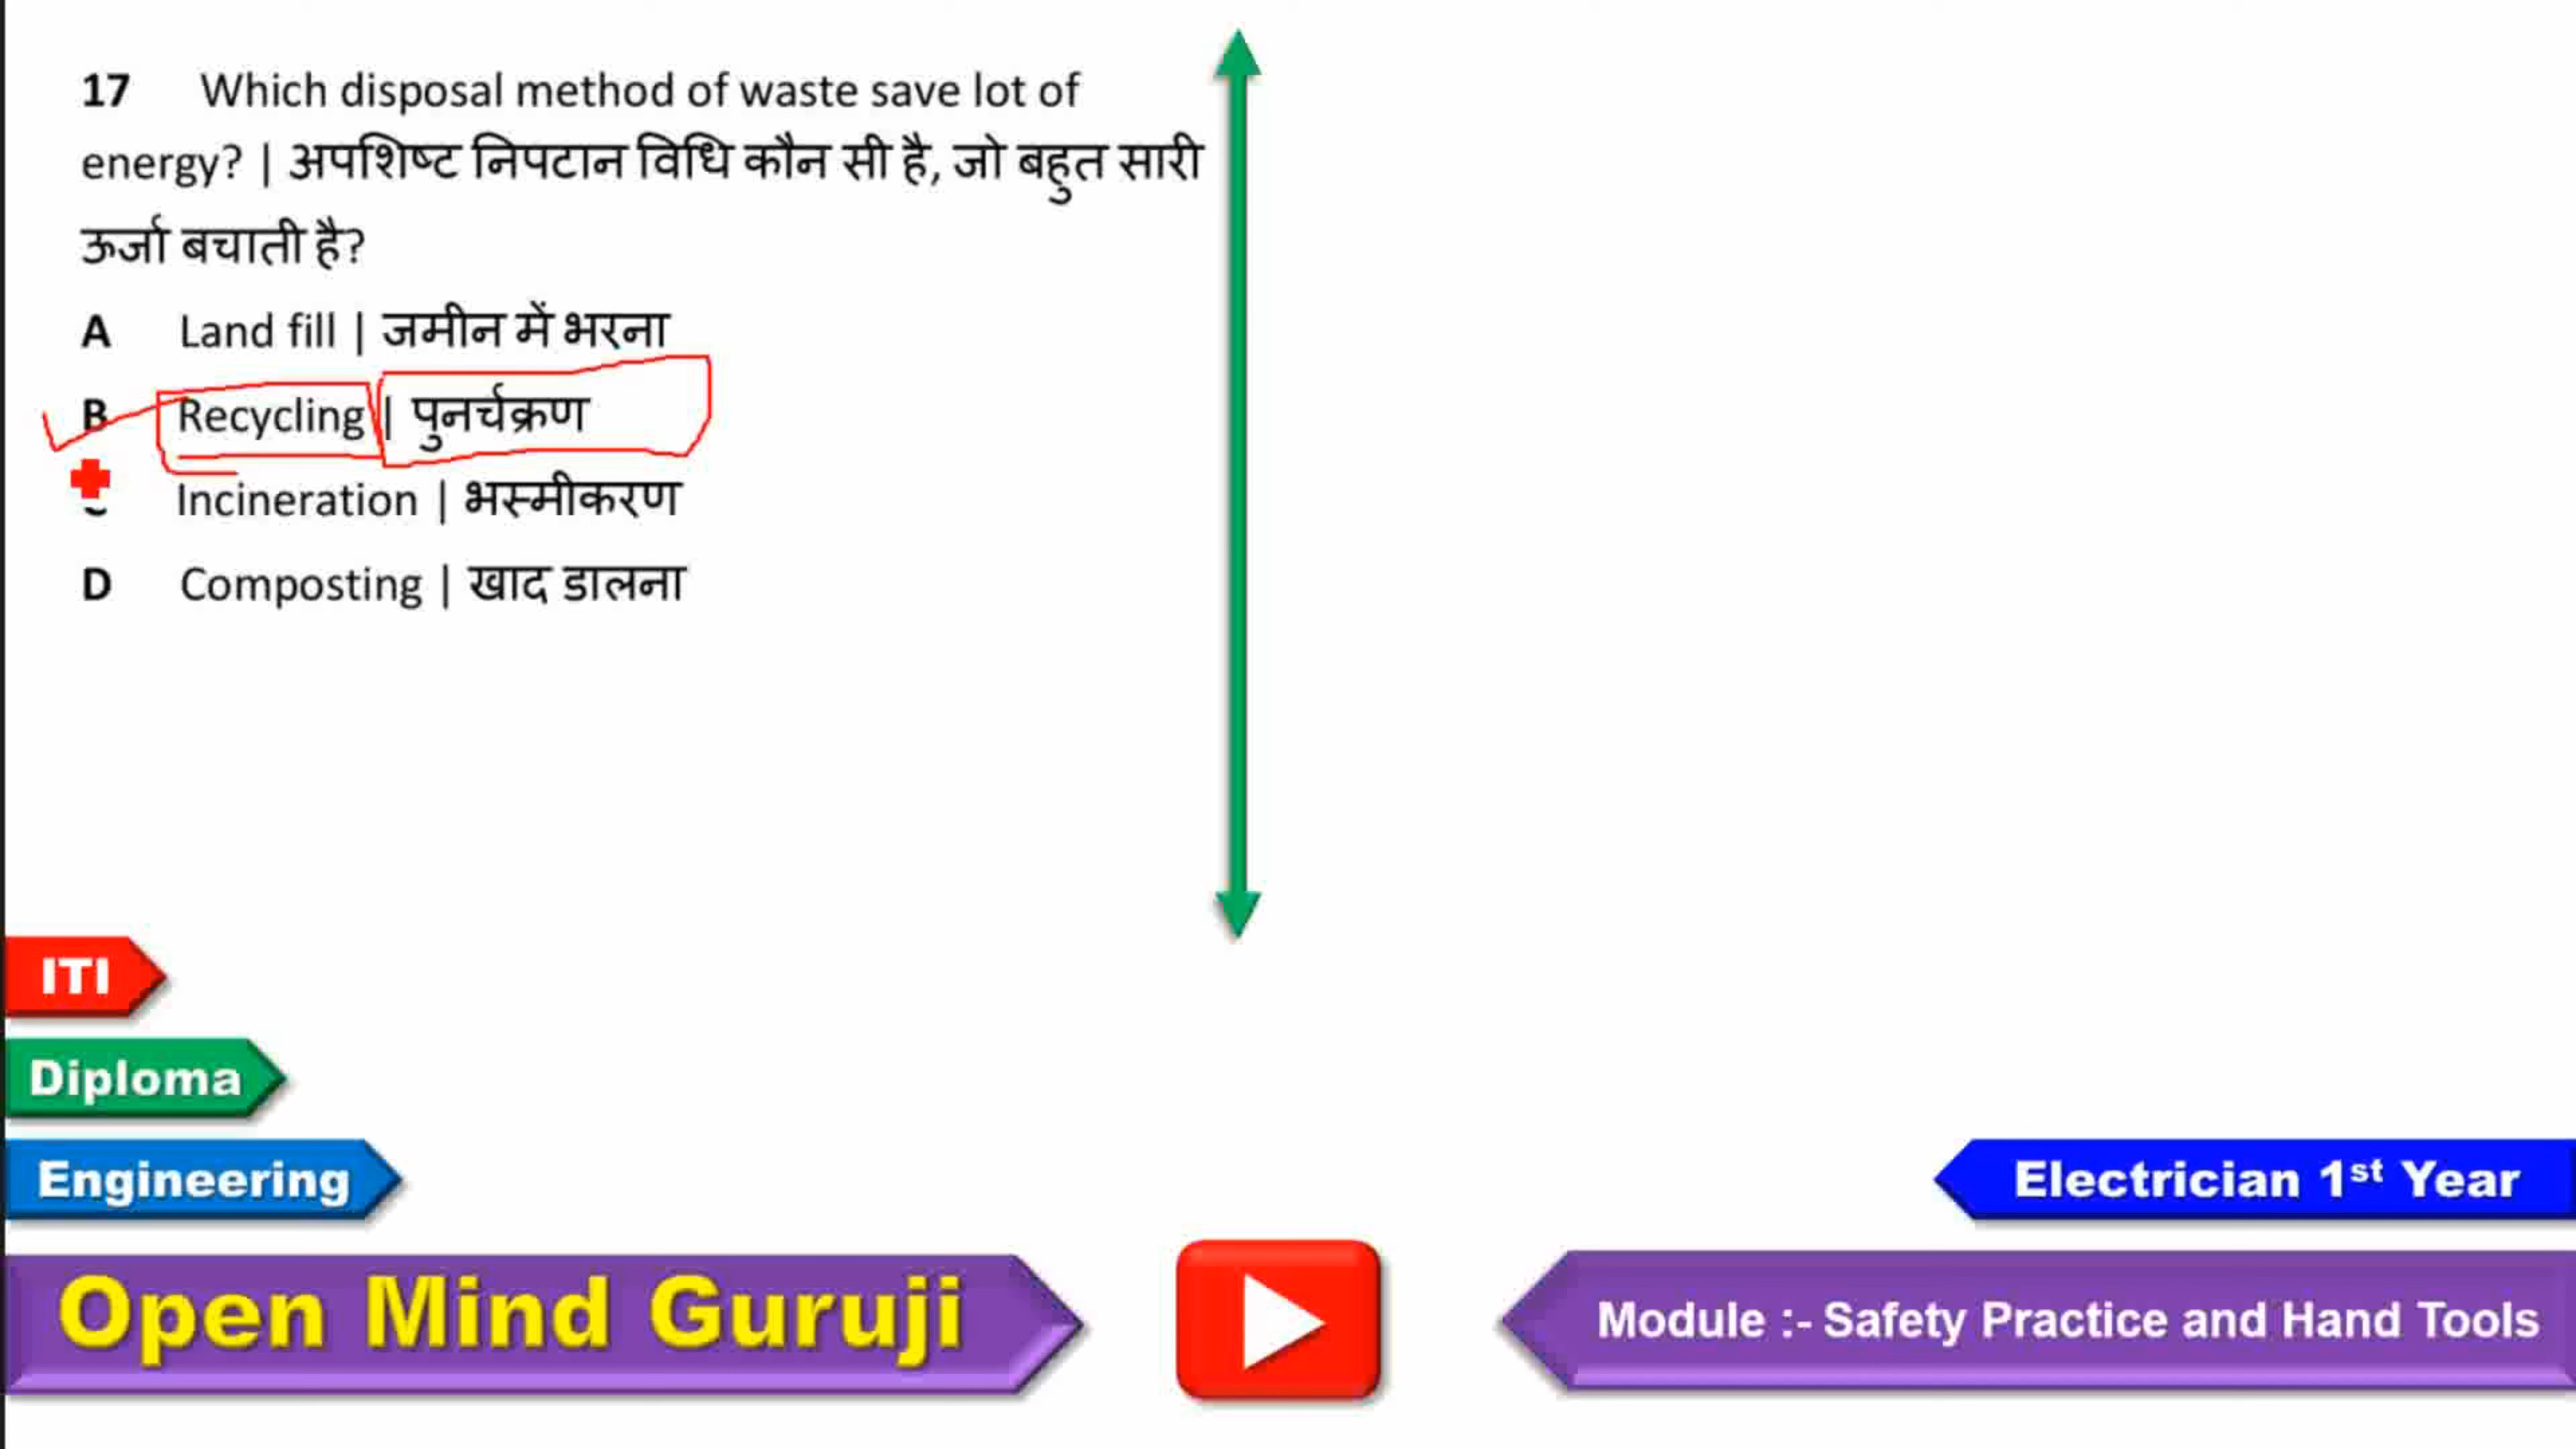 17 Which disposal method of waste save lot of
energy? | अपशिष्ट निपटान विधि कौन सी है, जो बहुत सारी
ऊर्जा बचाती है?
A Land fill | जमीन में भरना
B Recycling | पुनर्चक्रण
Incineration | भस्मीकरण
D Composting | खाद डालना
ITI
Diploma
Engineering
Electrician 1st Year
Open Mind Guruji
Module :- Safety Practice and Hand Tools